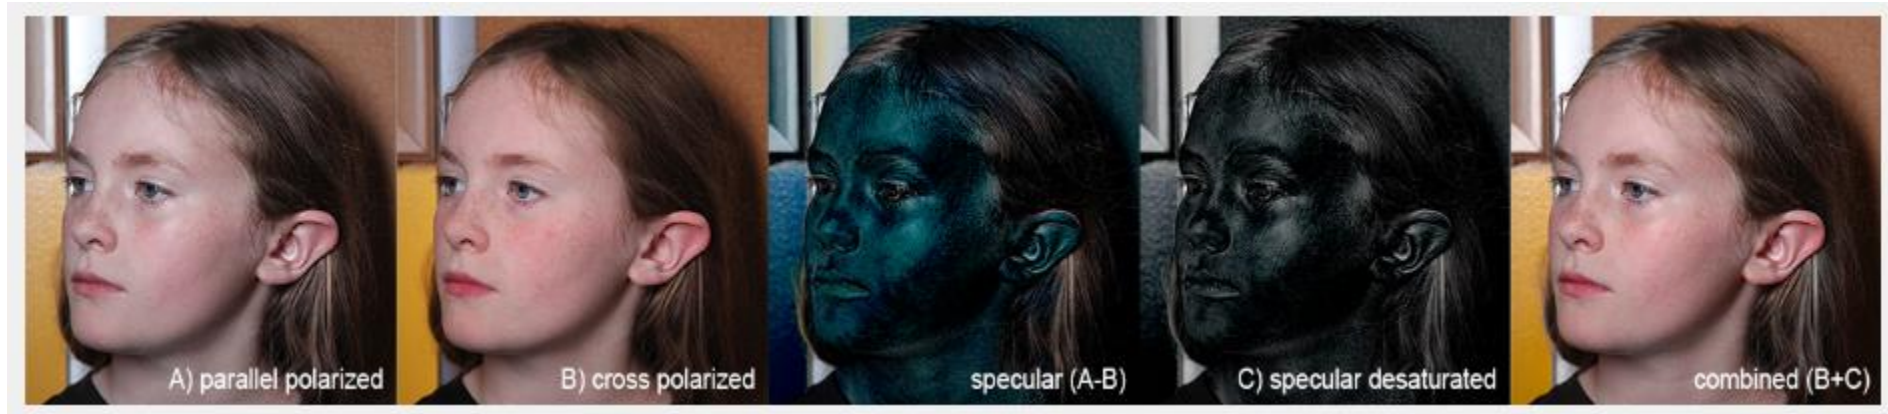 A) parallel polarized
B) cross polarized
specular (A-B)
C) specular desaturated
combined (B+C)